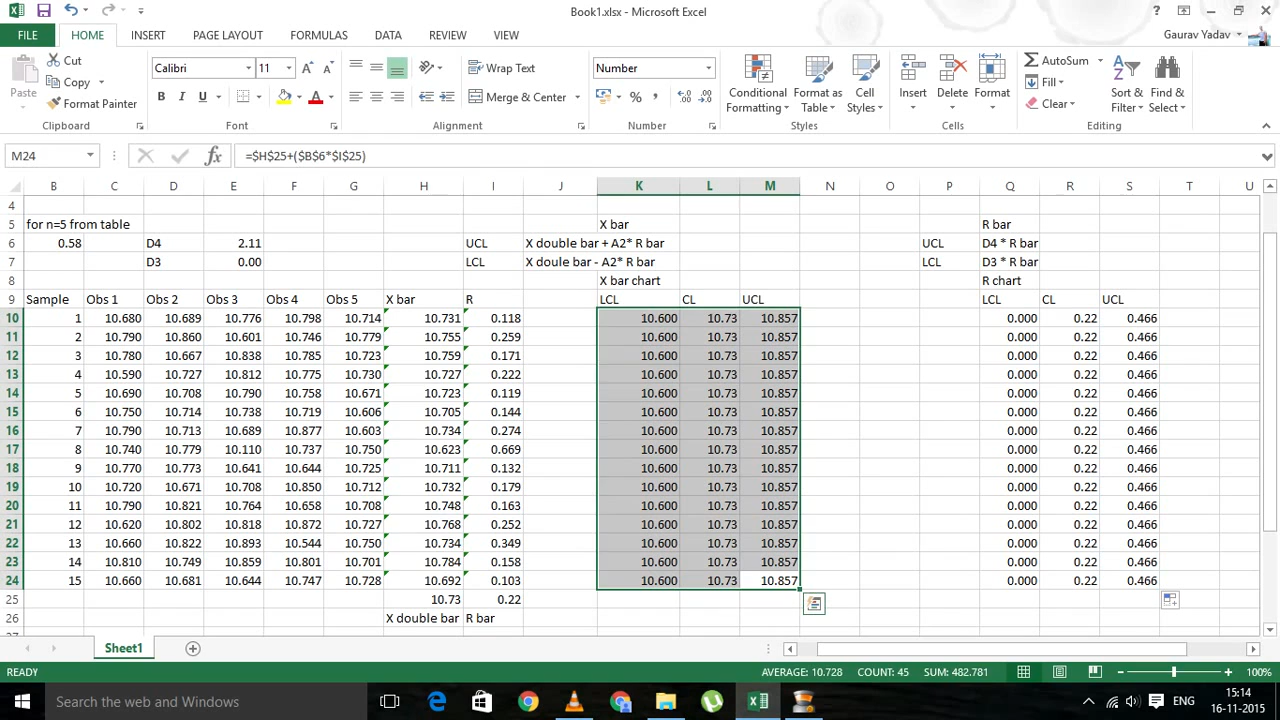 Book1.xlsx - Microsoft Excel
FILE HOME INSERT PAGE LAYOUT FORMULAS DATA REVIEW VIEW Gaurav Yadav
Cut
Copy
Format Painter
Paste
Clipboard
Calibri 11
B I U
Font
Wrap Text
Merge & Center
Alignment
Number
%
Number
Conditional Formatting
Format as Table
Cell Styles
Styles
Insert Delete Format
Cells
AutoSum
Fill
Clear
Sort & Filter
Find & Select
Editing
M24 fx =$H$25+($B$6*$I$25)
B C D E F G H I J K L M N O P Q R S T U
4
5 for n=5 from table X bar R bar
6 0.58 D4 2.11 UCL X double bar + A2* R bar UCL D4 * R bar
7 D3 0.00 LCL X doule bar - A2* R bar LCL D3 * R bar
8 X bar chart R chart
9 Sample Obs 1 Obs 2 Obs 3 Obs 4 Obs 5 X bar R LCL CL UCL LCL CL UCL
10 1 10.680 10.689 10.776 10.798 10.714 10.731 0.118 10.600 10.73 10.857 0.000 0.22 0.466
11 2 10.790 10.860 10.601 10.746 10.779 10.755 0.259 10.600 10.73 10.857 0.000 0.22 0.466
12 3 10.780 10.667 10.838 10.785 10.723 10.759 0.171 10.600 10.73 10.857 0.000 0.22 0.466
13 4 10.590 10.727 10.812 10.775 10.730 10.727 0.222 10.600 10.73 10.857 0.000 0.22 0.466
14 5 10.690 10.708 10.790 10.758 10.671 10.723 0.119 10.600 10.73 10.857 0.000 0.22 0.466
15 6 10.750 10.714 10.738 10.719 10.606 10.705 0.144 10.600 10.73 10.857 0.000 0.22 0.466
16 7 10.790 10.713 10.689 10.877 10.603 10.734 0.274 10.600 10.73 10.857 0.000 0.22 0.466
17 8 10.740 10.779 10.110 10.737 10.750 10.623 0.669 10.600 10.73 10.857 0.000 0.22 0.466
18 9 10.770 10.773 10.641 10.644 10.725 10.711 0.132 10.600 10.73 10.857 0.000 0.22 0.466
19 10 10.720 10.671 10.708 10.850 10.712 10.732 0.179 10.600 10.73 10.857 0.000 0.22 0.466
20 11 10.790 10.821 10.764 10.658 10.708 10.748 0.163 10.600 10.73 10.857 0.000 0.22 0.466
21 12 10.620 10.802 10.818 10.872 10.727 10.768 0.252 10.600 10.73 10.857 0.000 0.22 0.466
22 13 10.660 10.822 10.893 10.544 10.750 10.734 0.349 10.600 10.73 10.857 0.000 0.22 0.466
23 14 10.810 10.749 10.859 10.801 10.701 10.784 0.158 10.600 10.73 10.857 0.000 0.22 0.466
24 15 10.660 10.681 10.644 10.747 10.728 10.692 0.103 10.600 10.73 10.857 0.000 0.22 0.466
25 10.73 0.22
26 X double bar R bar
Sheet1
READY AVERAGE: 10.728 COUNT: 45 SUM: 482.781 100%
Search the web and Windows ENG 15:14
16-11-2015